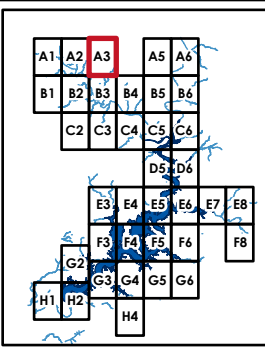 A1 A2 A3 A5 A6
B1 B2 B3 B4 B5 B6
C2 C3 C4 C5 C6
D5 D6
E3 E4 E5 E6 E7 E8
F3 F4 F5 F6 F8
G2 G3 G4 G5 G6
H1 H2 H4